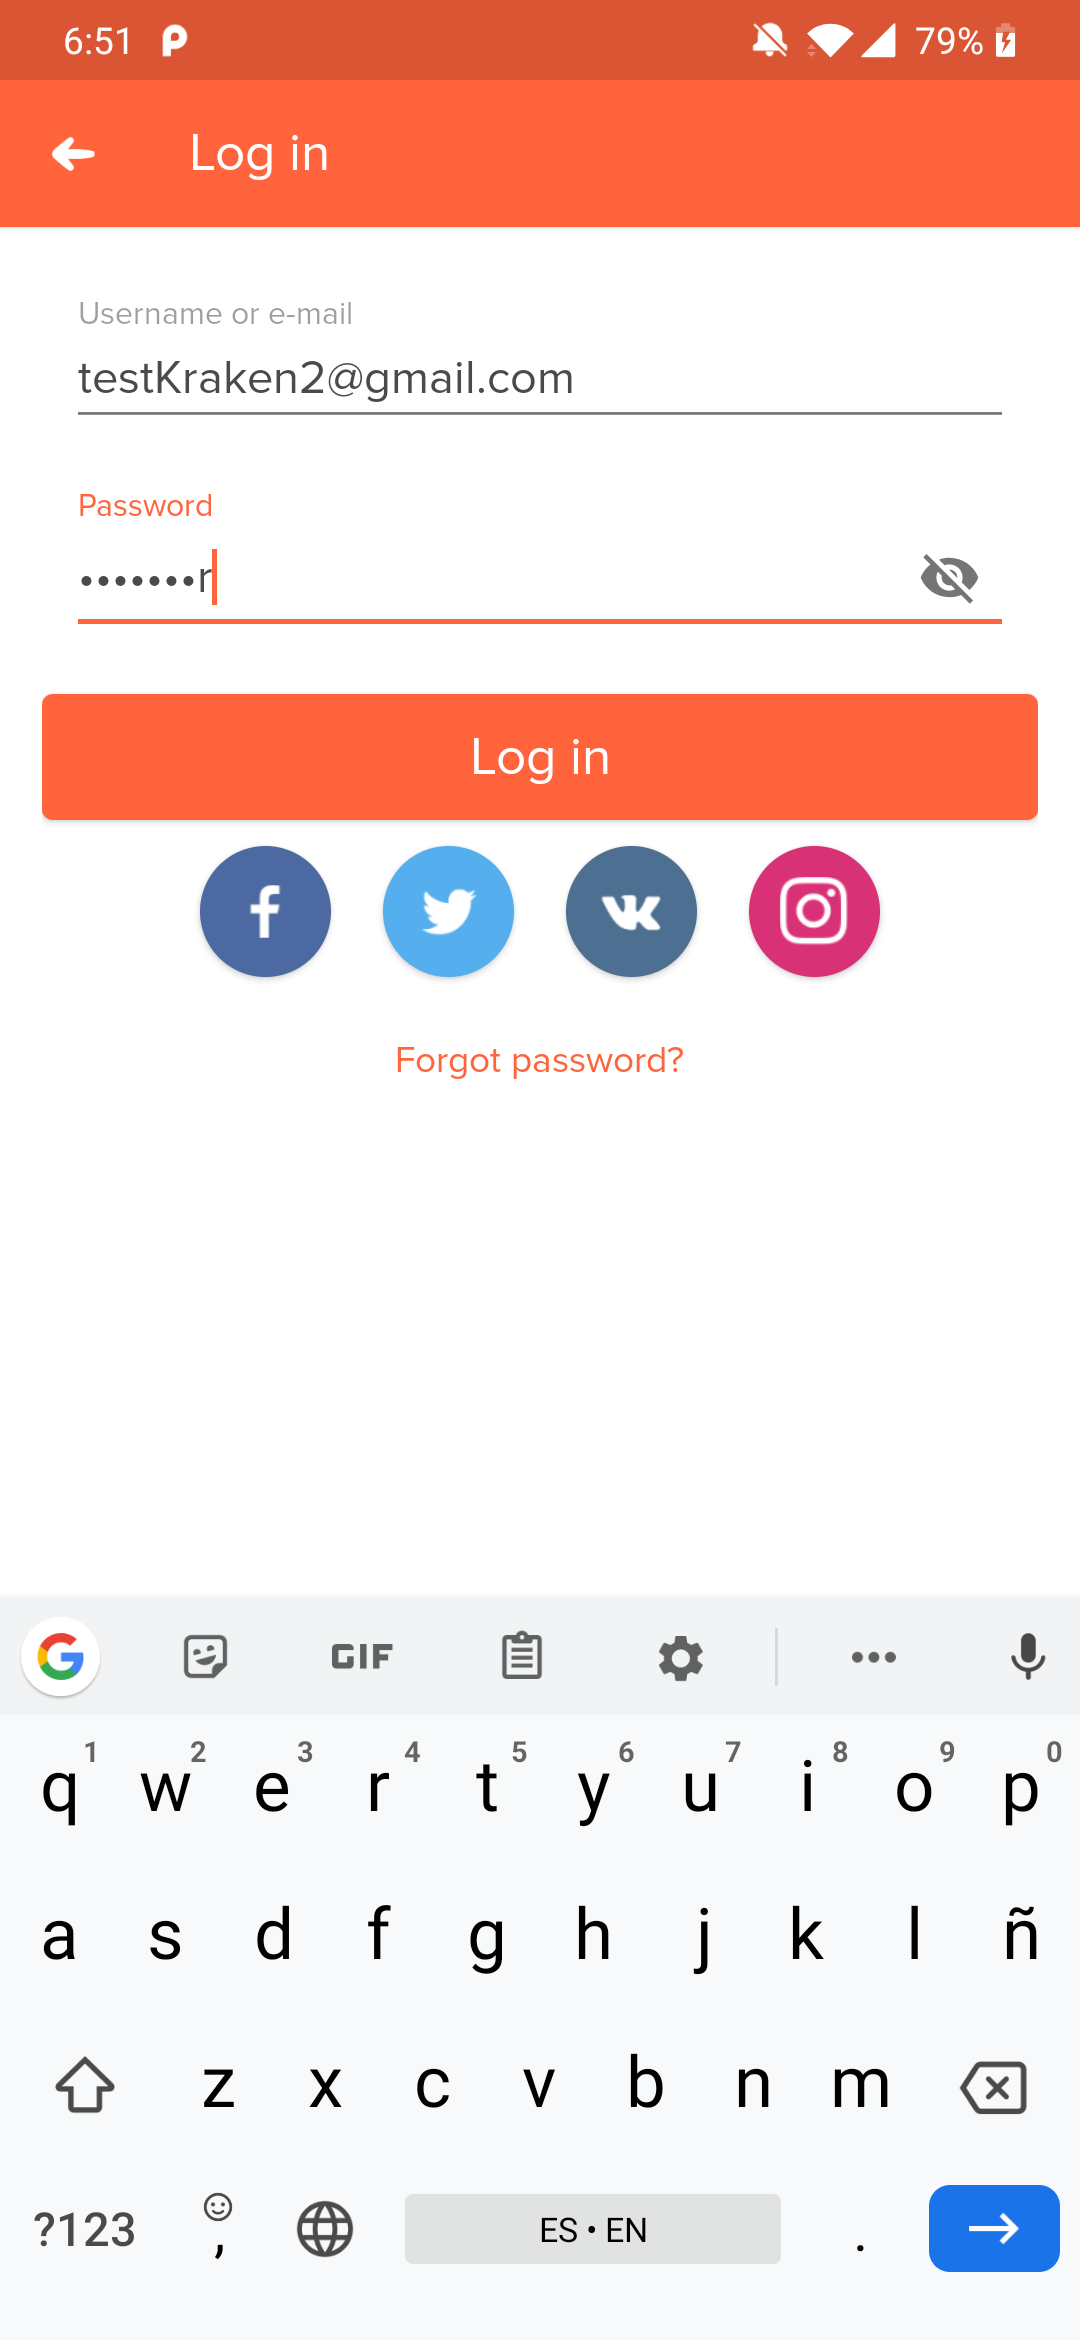 6:51 79%
Log in
Username or e-mail
testKraken2@gmail.com
Password
•••••••r
Log in
Forgot password?
GIF
1 2 3 4 5 6 7 8 9 0
q w e r t y u i o p
a s d f g h j k l ñ
z x c v b n m
?123 , ES • EN .